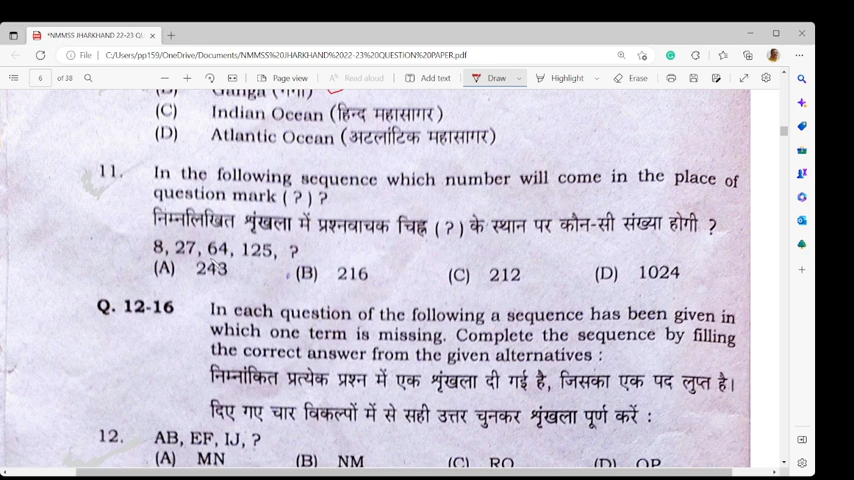 *NMMSS JHARKHAND 22-23 QU
File C:/Users/pp159/OneDrive/Documents/NMMSS%20JHARKHAND%2022-23%20QUESTION%20PAPER.pdf
6 of 38 Page view Read aloud Add text Draw Highlight Erase
(B) Ganga (गंगा)
(C) Indian Ocean (हिन्द महासागर)
(D) Atlantic Ocean (अटलांटिक महासागर)
11. In the following sequence which number will come in the place of
question mark (?) ?
निम्नलिखित श्रृंखला में प्रश्नवाचक चिह्न (?) के स्थान पर कौन-सी संख्या होगी ?
8, 27, 64, 125, ?
(A) 243 (B) 216 (C) 212 (D) 1024
Q. 12-16 In each question of the following a sequence has been given in
which one term is missing. Complete the sequence by filling
the correct answer from the given alternatives :
निम्नांकित प्रत्येक प्रश्न में एक श्रृंखला दी गई है, जिसका एक पद लुप्त है।
दिए गए चार विकल्पों में से सही उत्तर चुनकर श्रृंखला पूर्ण करें :
12. AB, EF, IJ, ?
(A) MN (B) NM (C) RQ (D) OP